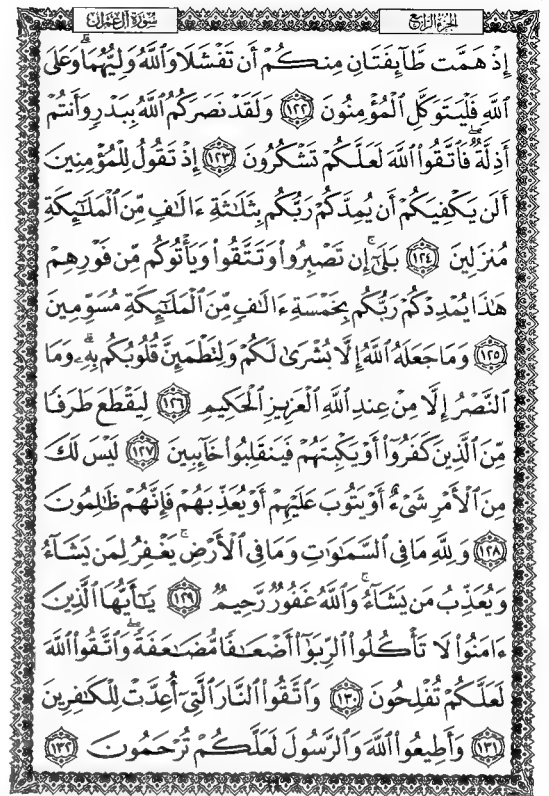 سورة آل عمران
الجزء الرابع
إِذْ هَمَّت طَّآئِفَتَانِ مِنكُمْ أَن تَفْشَلَا وَٱللَّهُ وَلِيُّهُمَا ۗ وَعَلَى
ٱللَّهِ فَلْيَتَوَكَّلِ ٱلْمُؤْمِنُونَ ۝١٢٢ وَلَقَدْ نَصَرَكُمُ ٱللَّهُ بِبَدْرٍ وَأَنتُمْ
أَذِلَّةٌ ۖ فَٱتَّقُوا۟ ٱللَّهَ لَعَلَّكُمْ تَشْكُرُونَ ۝١٢٣ إِذْ تَقُولُ لِلْمُؤْمِنِينَ
أَلَن يَكْفِيَكُمْ أَن يُمِدَّكُمْ رَبُّكُم بِثَلَـٰثَةِ ءَالَـٰفٍ مِّنَ ٱلْمَلَـٰٓئِكَةِ
مُنزَلِينَ ۝١٢٤ بَلَىٰٓ ۚ إِن تَصْبِرُوا۟ وَتَتَّقُوا۟ وَيَأْتُوكُم مِّن فَوْرِهِمْ
هَـٰذَا يُمْدِدْكُمْ رَبُّكُم بِخَمْسَةِ ءَالَـٰفٍ مِّنَ ٱلْمَلَـٰٓئِكَةِ مُسَوِّمِينَ
۝١٢٥ وَمَا جَعَلَهُ ٱللَّهُ إِلَّا بُشْرَىٰ لَكُمْ وَلِتَطْمَئِنَّ قُلُوبُكُم بِهِۦ ۗ وَمَا
ٱلنَّصْرُ إِلَّا مِنْ عِندِ ٱللَّهِ ٱلْعَزِيزِ ٱلْحَكِيمِ ۝١٢٦ لِيَقْطَعَ طَرَفًا
مِّنَ ٱلَّذِينَ كَفَرُوٓا۟ أَوْ يَكْبِتَهُمْ فَيَنقَلِبُوا۟ خَآئِبِينَ ۝١٢٧ لَيْسَ لَكَ
مِنَ ٱلْأَمْرِ شَىْءٌ أَوْ يَتُوبَ عَلَيْهِمْ أَوْ يُعَذِّبَهُمْ فَإِنَّهُمْ ظَـٰلِمُونَ
۝١٢٨ وَلِلَّهِ مَا فِى ٱلسَّمَـٰوَٰتِ وَمَا فِى ٱلْأَرْضِ ۚ يَغْفِرُ لِمَن يَشَآءُ
وَيُعَذِّبُ مَن يَشَآءُ ۚ وَٱللَّهُ غَفُورٌ رَّحِيمٌ ۝١٢٩ يَـٰٓأَيُّهَا ٱلَّذِينَ
ءَامَنُوا۟ لَا تَأْكُلُوا۟ ٱلرِّبَوٰٓا۟ أَضْعَـٰفًا مُّضَـٰعَفَةً ۖ وَٱتَّقُوا۟ ٱللَّهَ
لَعَلَّكُمْ تُفْلِحُونَ ۝١٣٠ وَٱتَّقُوا۟ ٱلنَّارَ ٱلَّتِىٓ أُعِدَّتْ لِلْكَـٰفِرِينَ
۝١٣١ وَأَطِيعُوا۟ ٱللَّهَ وَٱلرَّسُولَ لَعَلَّكُمْ تُرْحَمُونَ ۝١٣٢